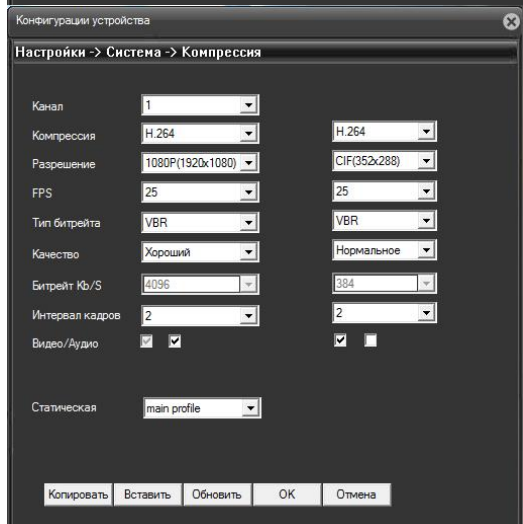 Конфигурации устройства
Настройки -> Система -> Компрессия
Канал 1
Компрессия H.264 H.264
Разрешение 1080P(1920x1080) CIF(352x288)
FPS 25 25
Тип битрейта VBR VBR
Качество Хороший Нормальное
Битрейт Kb/S 4096 384
Интервал кадров 2 2
Видео/Аудио
Статическая main profile
Копировать Вставить Обновить OK Отмена